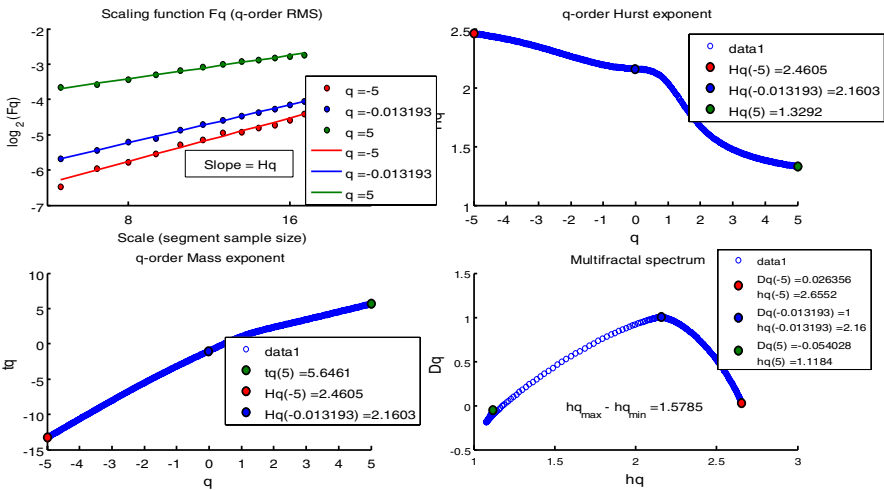 Scaling function Fq (q-order RMS)
-2
-3
-4
-5
-6
-7
log2(Fq)
8
16
Scale (segment sample size)
Slope = Hq
q =-5
q =-0.013193
q =5
q =-5
q =-0.013193
q =5
q-order Hurst exponent
2.5
2
1.5
1
-5 -4 -3 -2 -1 0 1 2 3 4 5
q
data1
Hq(-5) =2.4605
Hq(-0.013193) =2.1603
Hq(5) =1.3292
q-order Mass exponent
10
5
0
-5
-10
-15
tq
-5 -4 -3 -2 -1 0 1 2 3 4 5
q
data1
tq(5) =5.6461
Hq(-5) =2.4605
Hq(-0.013193) =2.1603
Multifractal spectrum
1.5
1
0.5
0
-0.5
Dq
1 1.5 2 2.5 3
hq
hqmax - hqmin =1.5785
data1
Dq(-5) =0.026356
hq(-5) =2.6552
Dq(-0.013193) =1
hq(-0.013193) =2.16
Dq(5) =-0.054028
hq(5) =1.1184